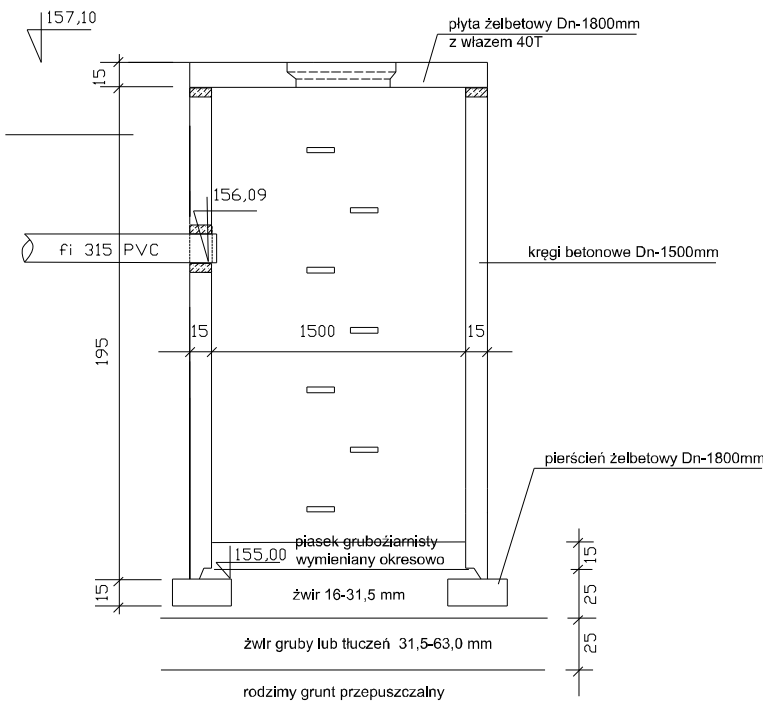 157,10
płyta żelbetowy Dn-1800mm
z włazem 40T
15
156,09
fi 315 PVC
kręgi betonowe Dn-1500mm
15
1500
15
195
pierścień żelbetowy Dn-1800mm
piasek gruboźiarnisty
wymieniany okresowo
155,00
15
15
żwir 16-31,5 mm
25
żwIr gruby lub tłuczeń 31,5-63,0 mm
25
rodzimy grunt przepuszczalny